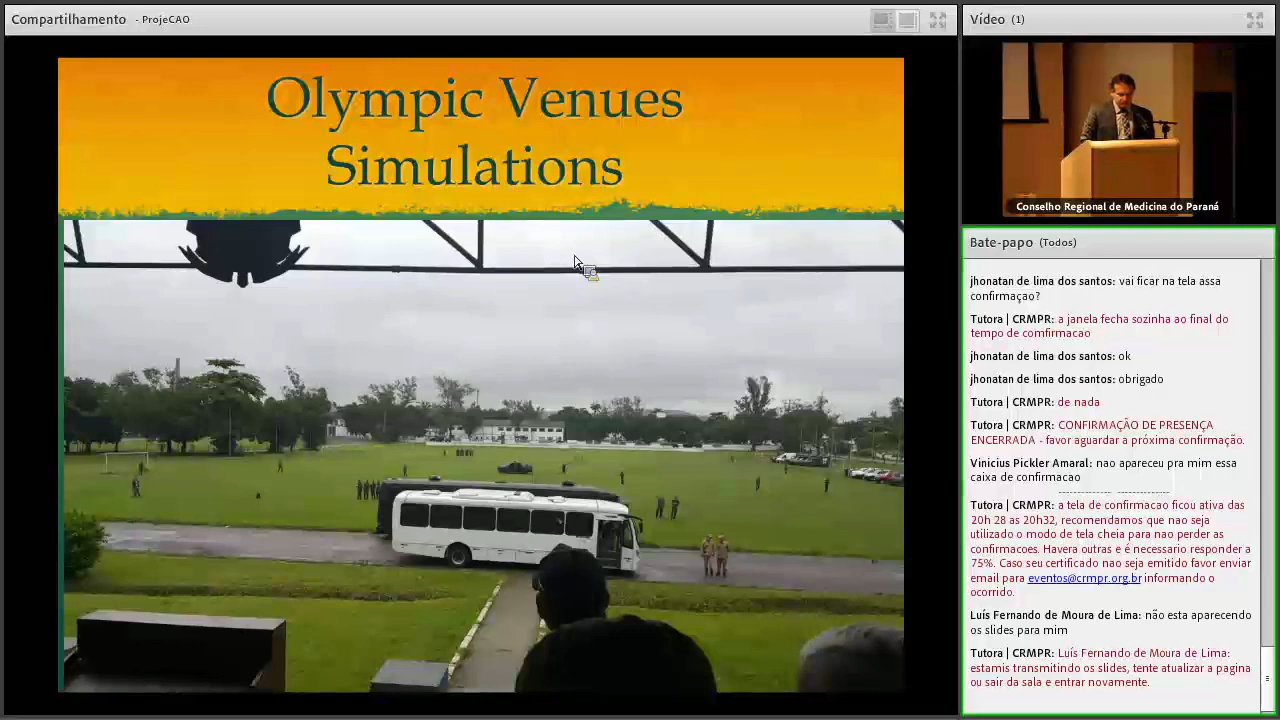 Compartilhamento - ProjeCAO
Olympic Venues
Simulations
Vídeo (1)
Conselho Regional de Medicina do Paraná
Bate-papo (Todos)
jhonatan de lima dos santos: vai ficar na tela assa
confirmaçao?
Tutora | CRMPR: a janela fecha sozinha ao final do
tempo de comfirmacao
jhonatan de lima dos santos: ok
jhonatan de lima dos santos: obrigado
Tutora | CRMPR: de nada
Tutora | CRMPR: CONFIRMAÇÃO DE PRESENÇA
ENCERRADA - favor aguardar a próxima confirmação.
Vinicius Pickler Amaral: nao apareceu pra mim essa
caixa de confirmacao
Tutora | CRMPR: a tela de confirmacao ficou ativa das
20h 28 as 20h32, recomendamos que nao seja
utilizado o modo de tela cheia para nao perder as
confirmacoes. Havera outras e é necessario responder a
75%. Caso seu certificado nao seja emitido favor enviar
email para eventos@crmpr.org.br informando o
ocorrido.
Luís Fernando de Moura de Lima: não esta aparecendo
os slides para mim
Tutora | CRMPR: Luís Fernando de Moura de Lima:
estamis transmitindo os slides, tente atualizar a pagina
ou sair da sala e entrar novamente.